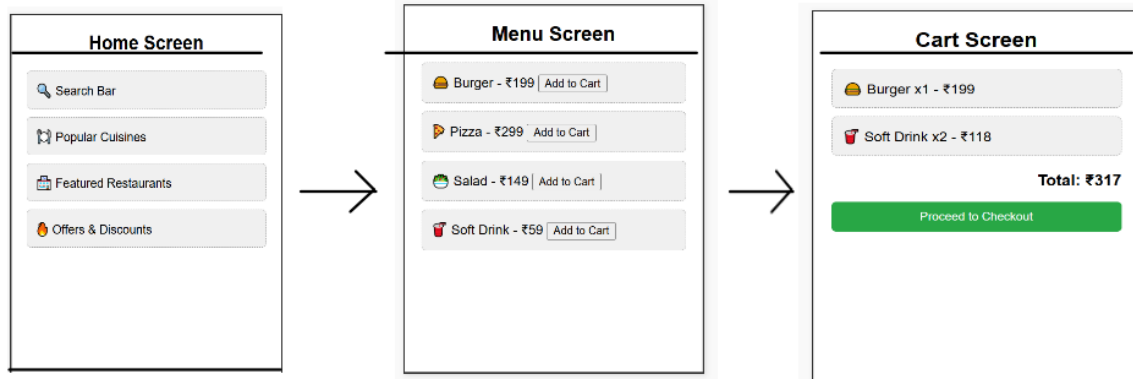 Home Screen
Search Bar
Popular Cuisines
Featured Restaurants
Offers & Discounts
Menu Screen
Burger - ₹199 Add to Cart
Pizza - ₹299 Add to Cart
Salad - ₹149 Add to Cart
Soft Drink - ₹59 Add to Cart
Cart Screen
Burger x1 - ₹199
Soft Drink x2 - ₹118
Total: ₹317
Proceed to Checkout